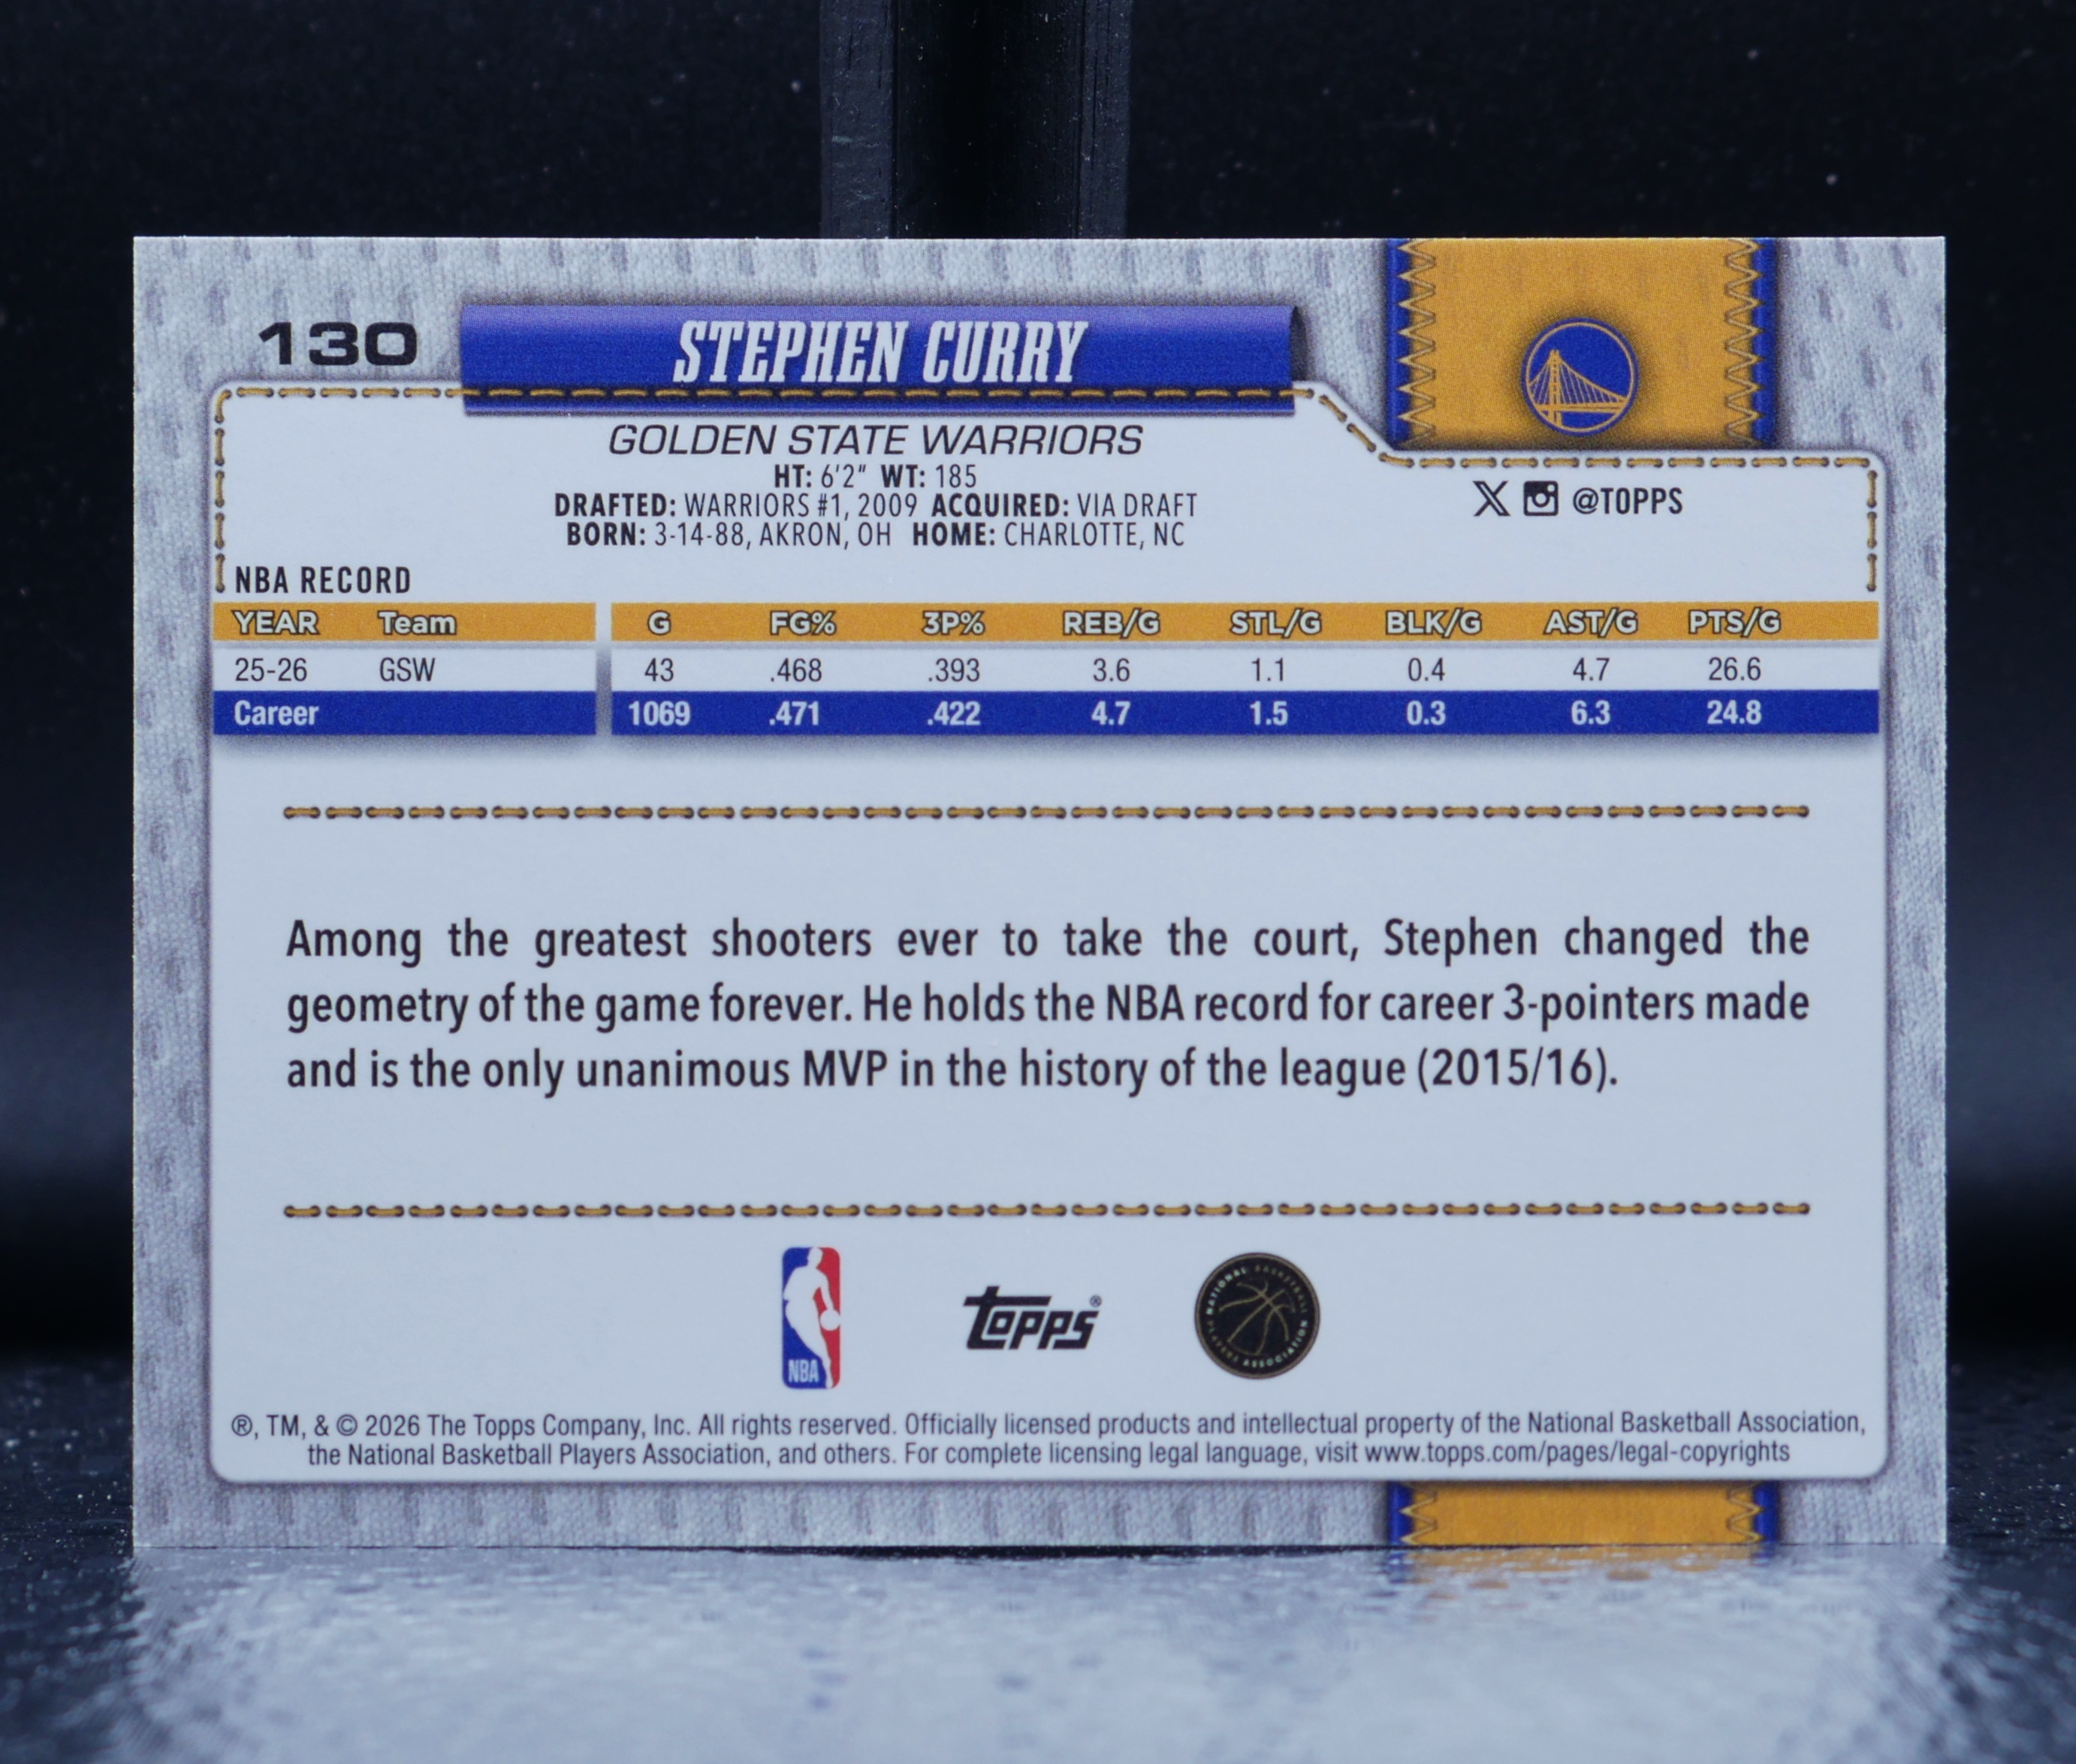 130
STEPHEN CURRY
GOLDEN STATE WARRIORS
HT: 6'2" WT: 185
DRAFTED: WARRIORS #1, 2009 ACQUIRED: VIA DRAFT
BORN: 3-14-88, AKRON, OH HOME: CHARLOTTE, NC
@TOPPS
NBA RECORD
YEAR Team G FG% 3P% REB/G STL/G BLK/G AST/G PTS/G
25-26 GSW 43 .468 .393 3.6 1.1 0.4 4.7 26.6
Career 1069 .471 .422 4.7 1.5 0.3 6.3 24.8
Among the greatest shooters ever to take the court, Stephen changed the
geometry of the game forever. He holds the NBA record for career 3-pointers made
and is the only unanimous MVP in the history of the league (2015/16).
NBA
Topps®
NATIONAL BASKETBALL PLAYERS ASSOCIATION
®, TM, & © 2026 The Topps Company, Inc. All rights reserved. Officially licensed products and intellectual property of the National Basketball Association,
the National Basketball Players Association, and others. For complete licensing legal language, visit www.topps.com/pages/legal-copyrights